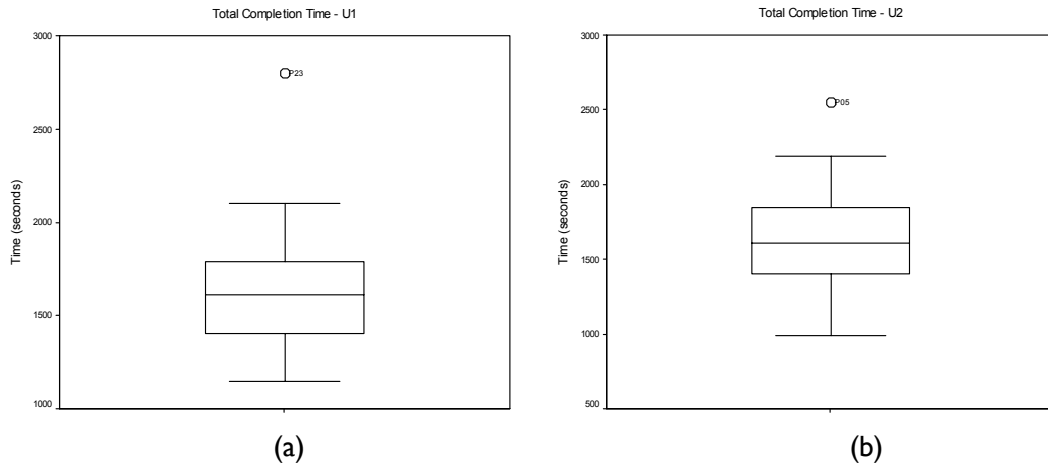 Total Completion Time - U1
3000
2500
2000
1500
1000
Time (seconds)
P23
(a)
Total Completion Time - U2
3000
2500
2000
1500
1000
500
Time (seconds)
P05
(b)